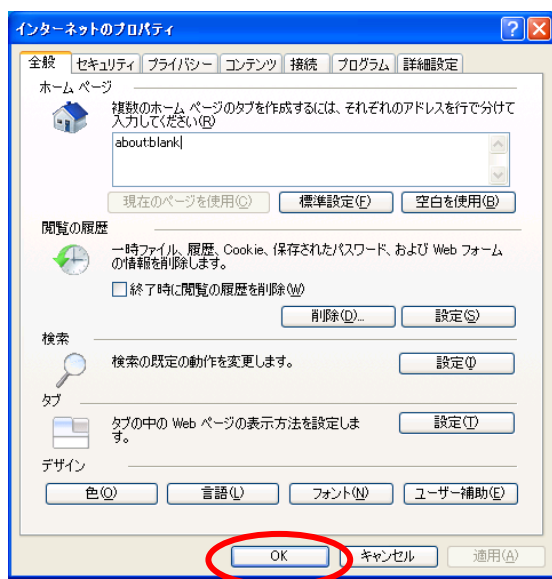 インターネットのプロパティ
全般 セキュリティ プライバシー コンテンツ 接続 プログラム 詳細設定
ホーム ページ
複数のホーム ページのタブを作成するには、それぞれのアドレスを行で分けて
入力してください(R)
about:blank
現在のページを使用(C) 標準設定(F) 空白を使用(B)
閲覧の履歴
一時ファイル、履歴、Cookie、保存されたパスワード、および Web フォーム
の情報を削除します。
終了時に閲覧の履歴を削除(W)
削除(D)... 設定(S)
検索
検索の既定の動作を変更します。 設定(I)
タブ
タブの中の Web ページの表示方法を設定しま
す。
設定(T)
デザイン
色(O) 言語(L) フォント(N) ユーザー補助(E)
OK キャンセル 適用(A)